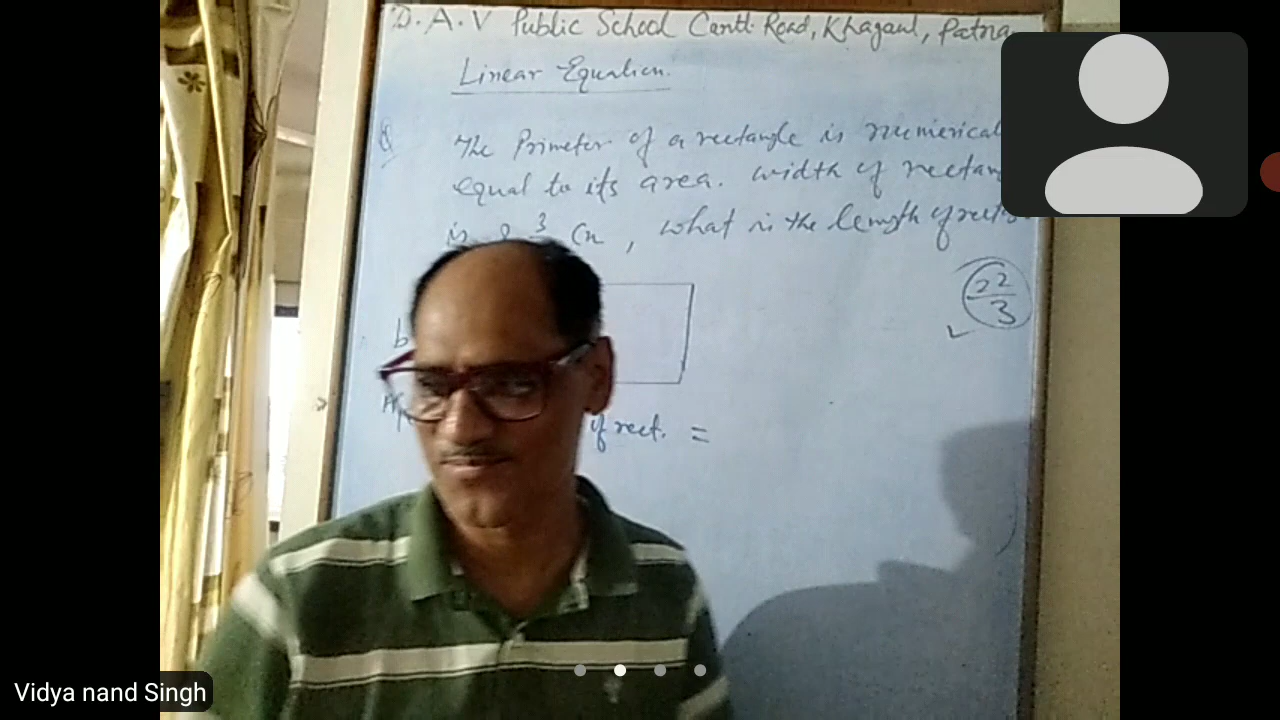 D.A.V Public School Cantt. Road, Khagaul, Patna
Linear Equation.
Q
The Primeter of a rectangle is numerical
equal to its area. width of rectan
is 3 cm, what is the length of rect
22
3
b
of rect. =
Vidya nand Singh